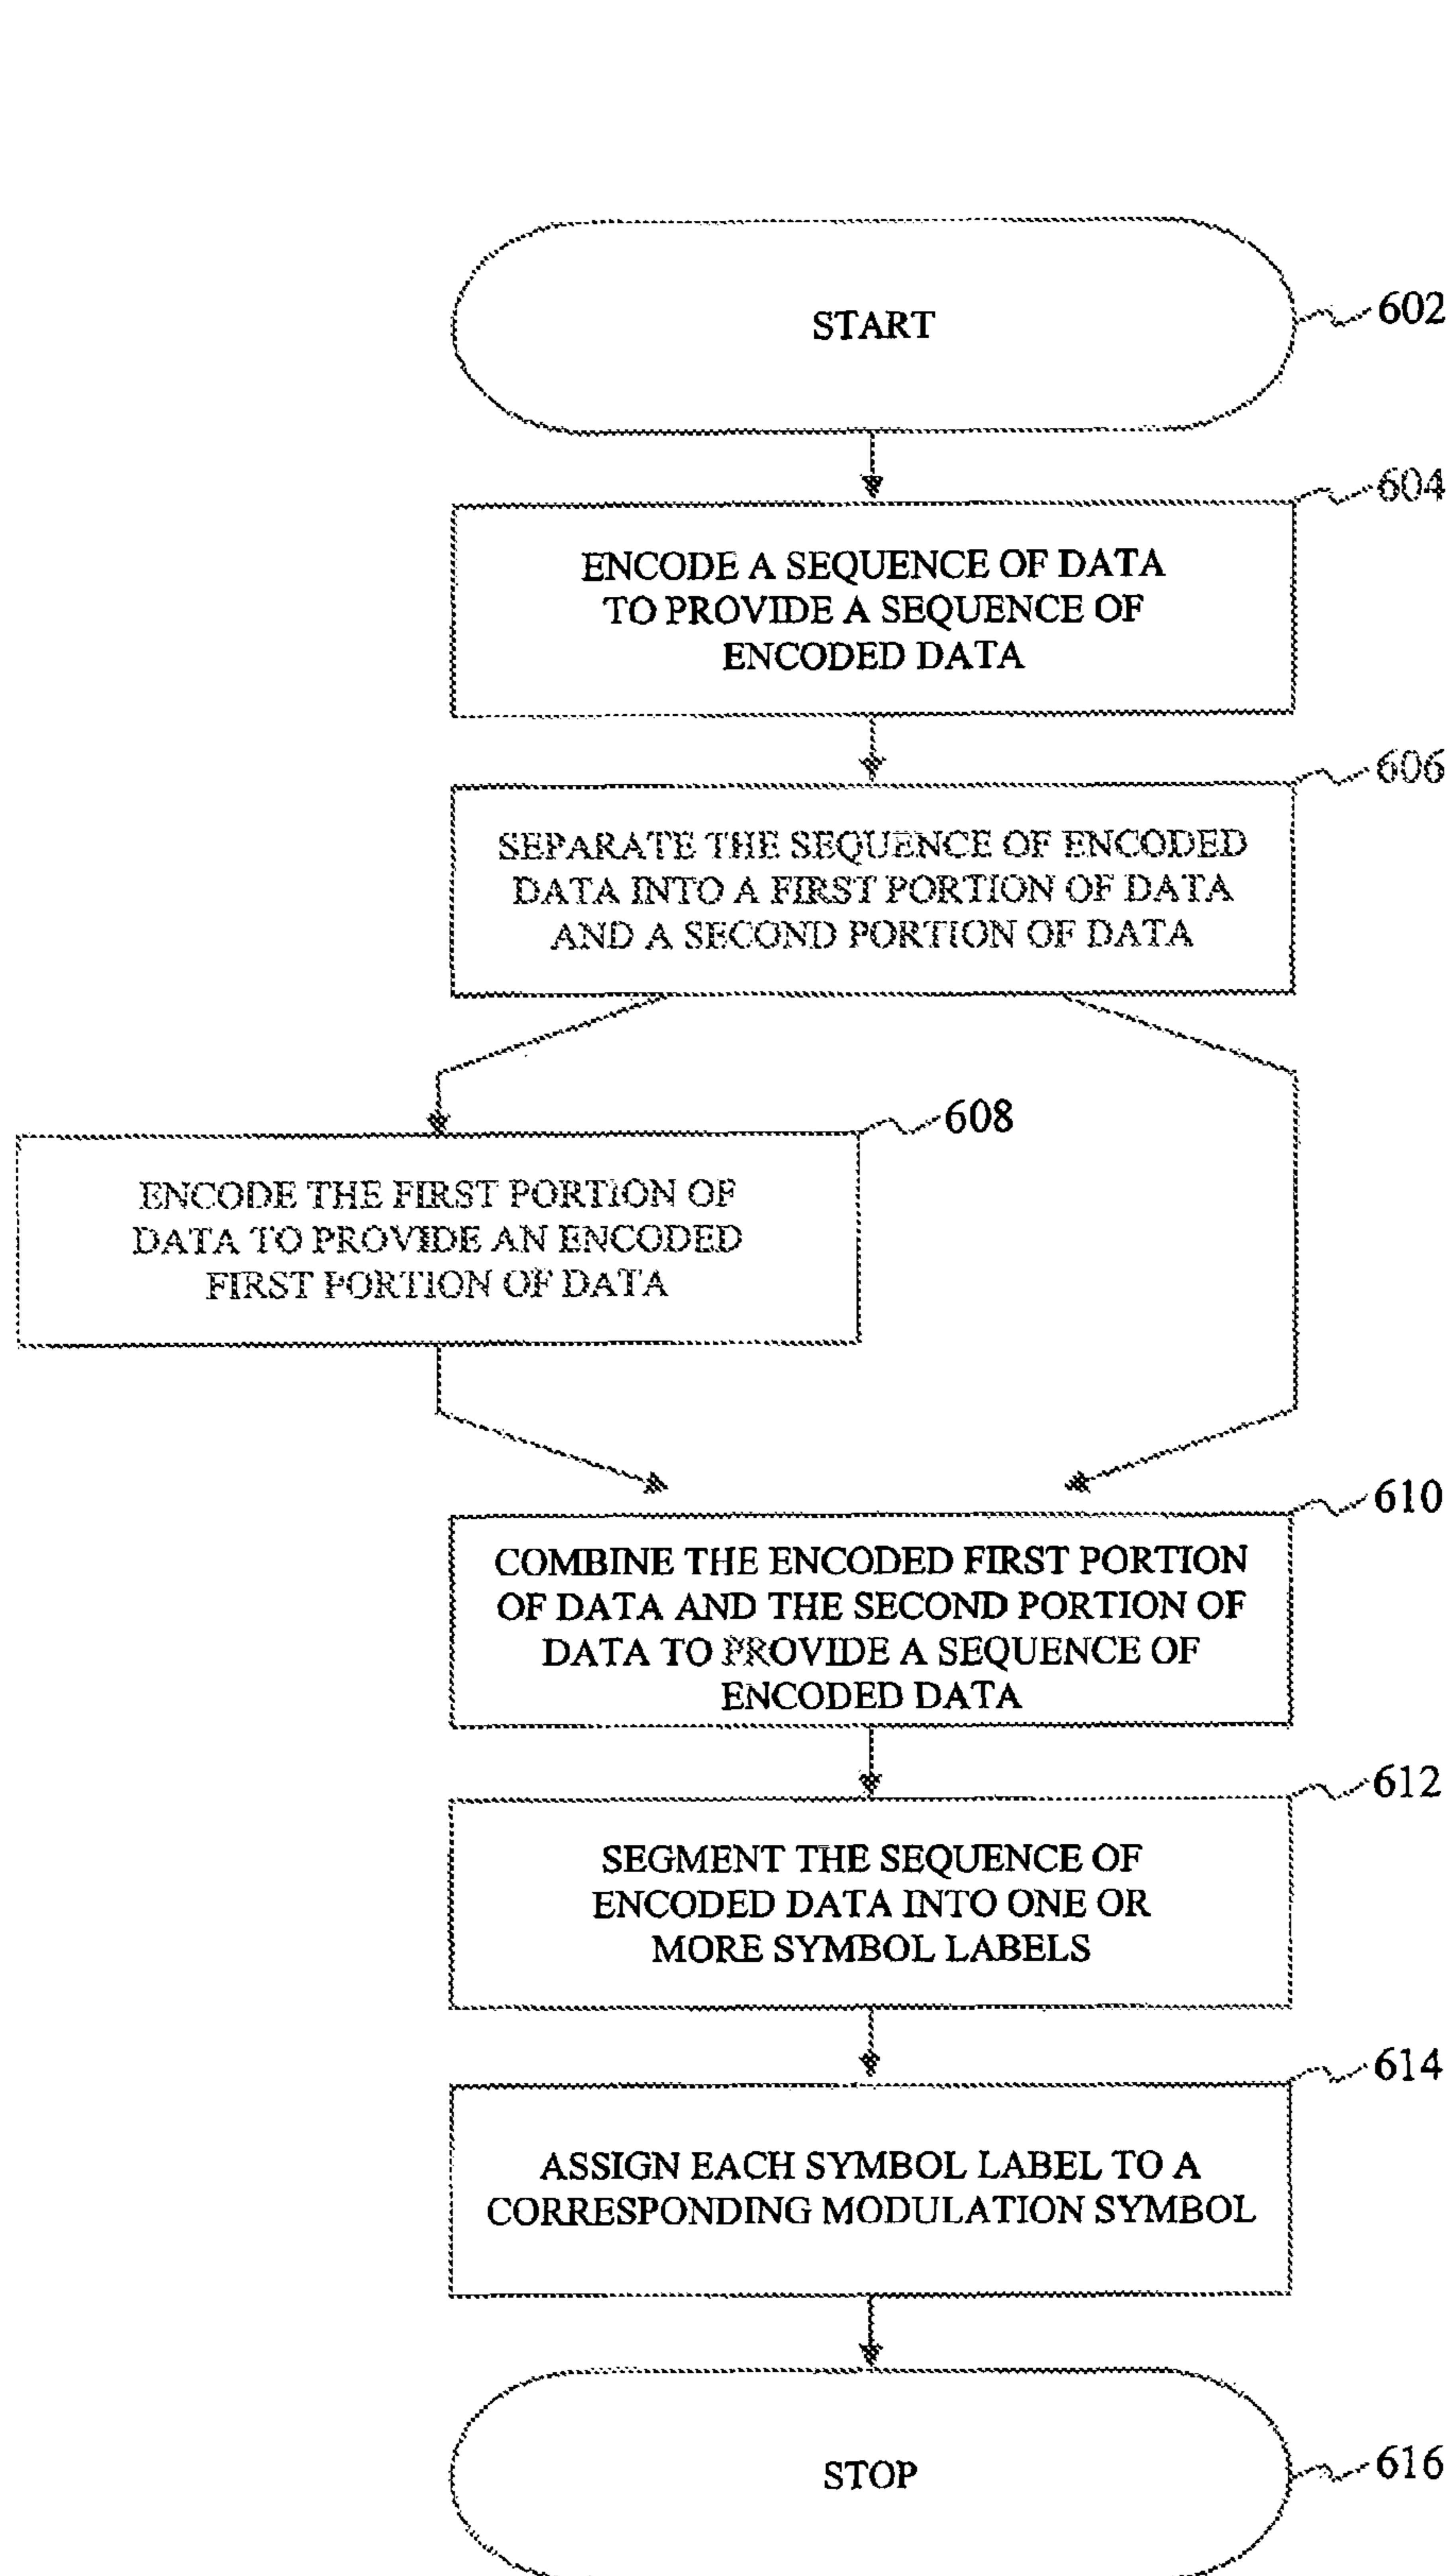 START
602
604
ENCODE A SEQUENCE OF DATA
TO PROVIDE A SEQUENCE OF
ENCODED DATA
606
SEPARATE THE SEQUENCE OF ENCODED
DATA INTO A FIRST PORTION OF DATA
AND A SECOND PORTION OF DATA
608
ENCODE THE FIRST PORTION OF
DATA TO PROVIDE AN ENCODED
FIRST PORTION OF DATA
610
COMBINE THE ENCODED FIRST PORTION
OF DATA AND THE SECOND PORTION OF
DATA TO PROVIDE A SEQUENCE OF
ENCODED DATA
612
SEGMENT THE SEQUENCE OF
ENCODED DATA INTO ONE OR
MORE SYMBOL LABELS
614
ASSIGN EACH SYMBOL LABEL TO A
CORRESPONDING MODULATION SYMBOL
STOP
616